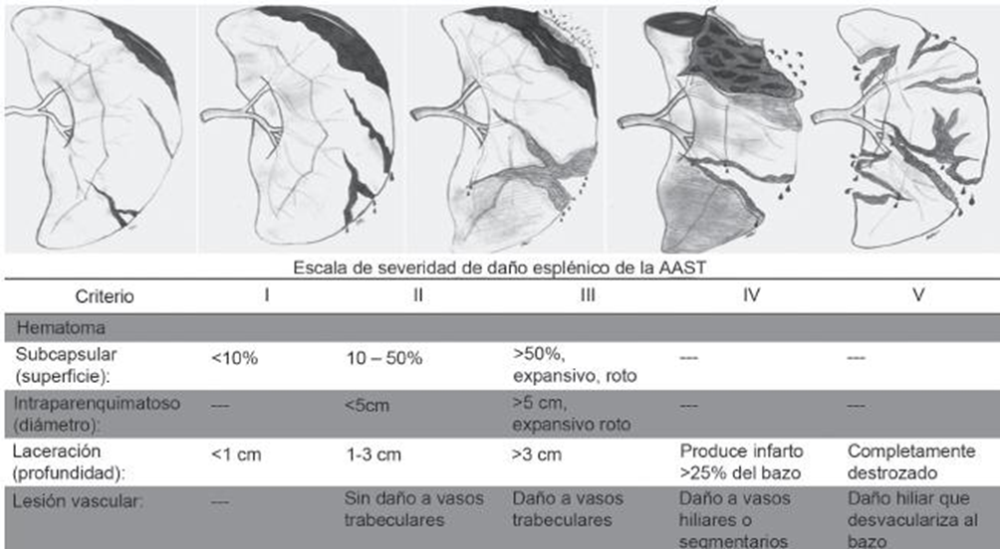 Escala de severidad de daño esplénico de la AAST
Criterio I II III IV V
Hematoma
Subcapsular (superficie): <10% 10 – 50% >50%, expansivo, roto --- ---
Intraparenquimatoso (diámetro): --- <5cm >5 cm, expansivo roto --- ---
Laceración (profundidad): <1 cm 1-3 cm >3 cm Produce infarto >25% del bazo Completamente destrozado
Lesión vascular: --- Sin daño a vasos trabeculares Daño a vasos trabeculares Daño a vasos hiliares o segmentarios Daño hiliar que desvaculariza al bazo